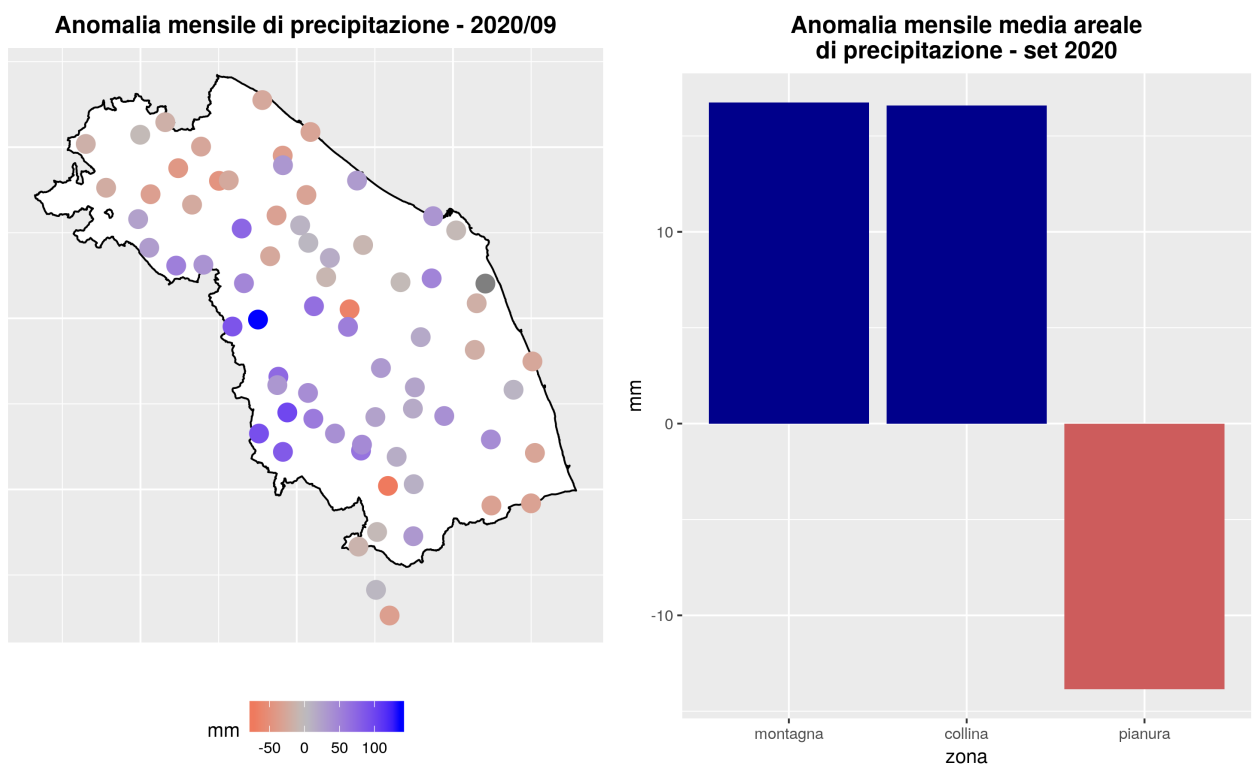 Anomalia mensile di precipitazione - 2020/09
mm
-50 0 50 100
Anomalia mensile media areale
di precipitazione - set 2020
mm
10
0
-10
montagna collina pianura
zona